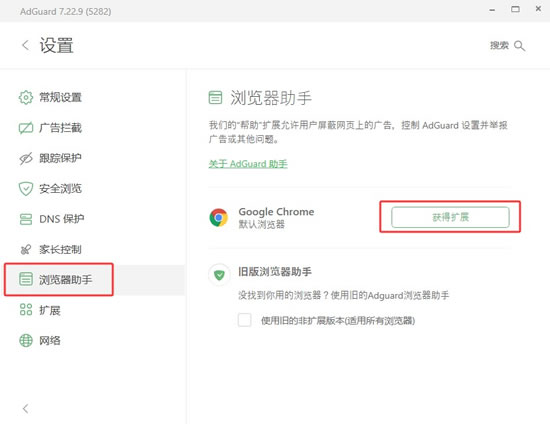 AdGuard 7.22.9 (5282)
设置
搜索
常规设置
广告拦截
跟踪保护
安全浏览
DNS 保护
家长控制
浏览器助手
扩展
网络
浏览器助手
我们的“帮助”扩展允许用户屏蔽网页上的广告, 控制 AdGuard 设置并举报
广告或其他问题。
关于 AdGuard 助手
Google Chrome
默认浏览器
获得扩展
旧版浏览器助手
没找到你用的浏览器？使用旧的Adguard浏览器助手
使用旧的非扩展版本(适用所有浏览器)